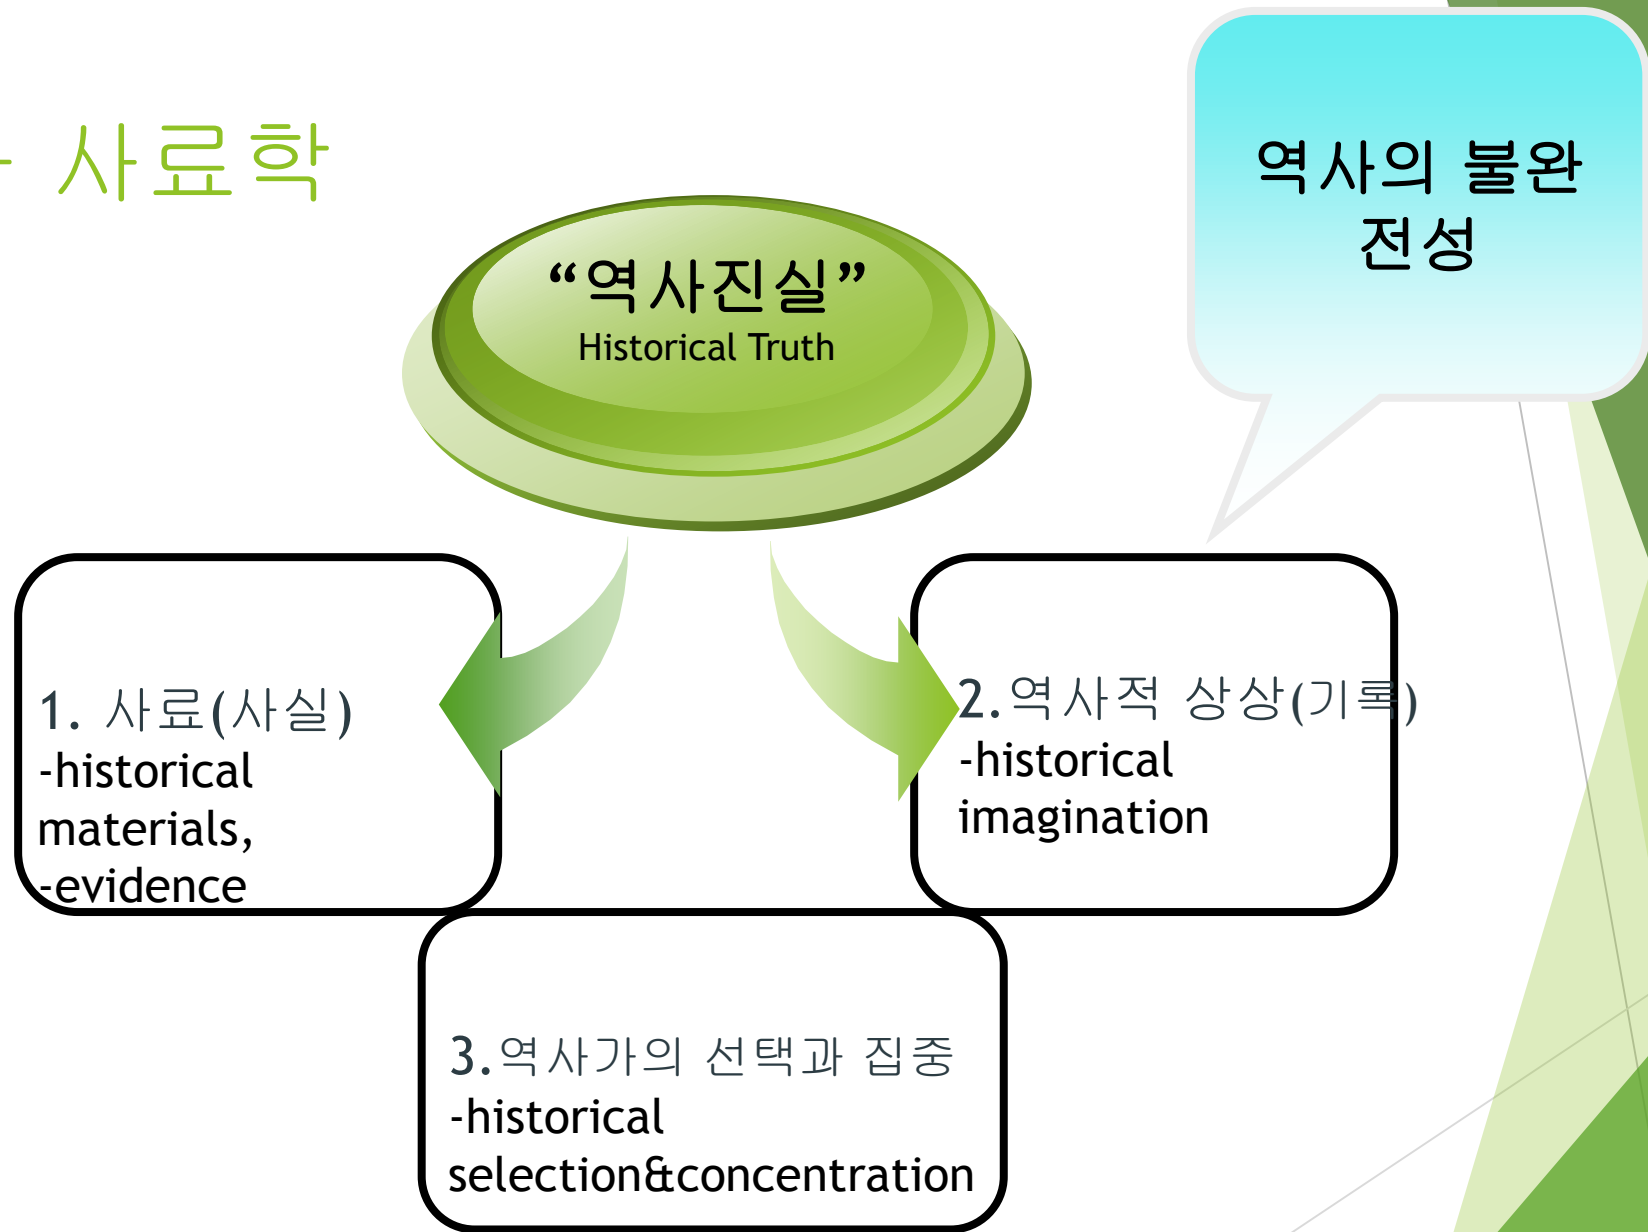 사료학
역사의 불완
전성
“역사진실”
Historical Truth
1. 사료(사실)
-historical
materials,
-evidence
2.역사적 상상(기록)
-historical
imagination
3.역사가의 선택과 집중
-historical
selection&concentration